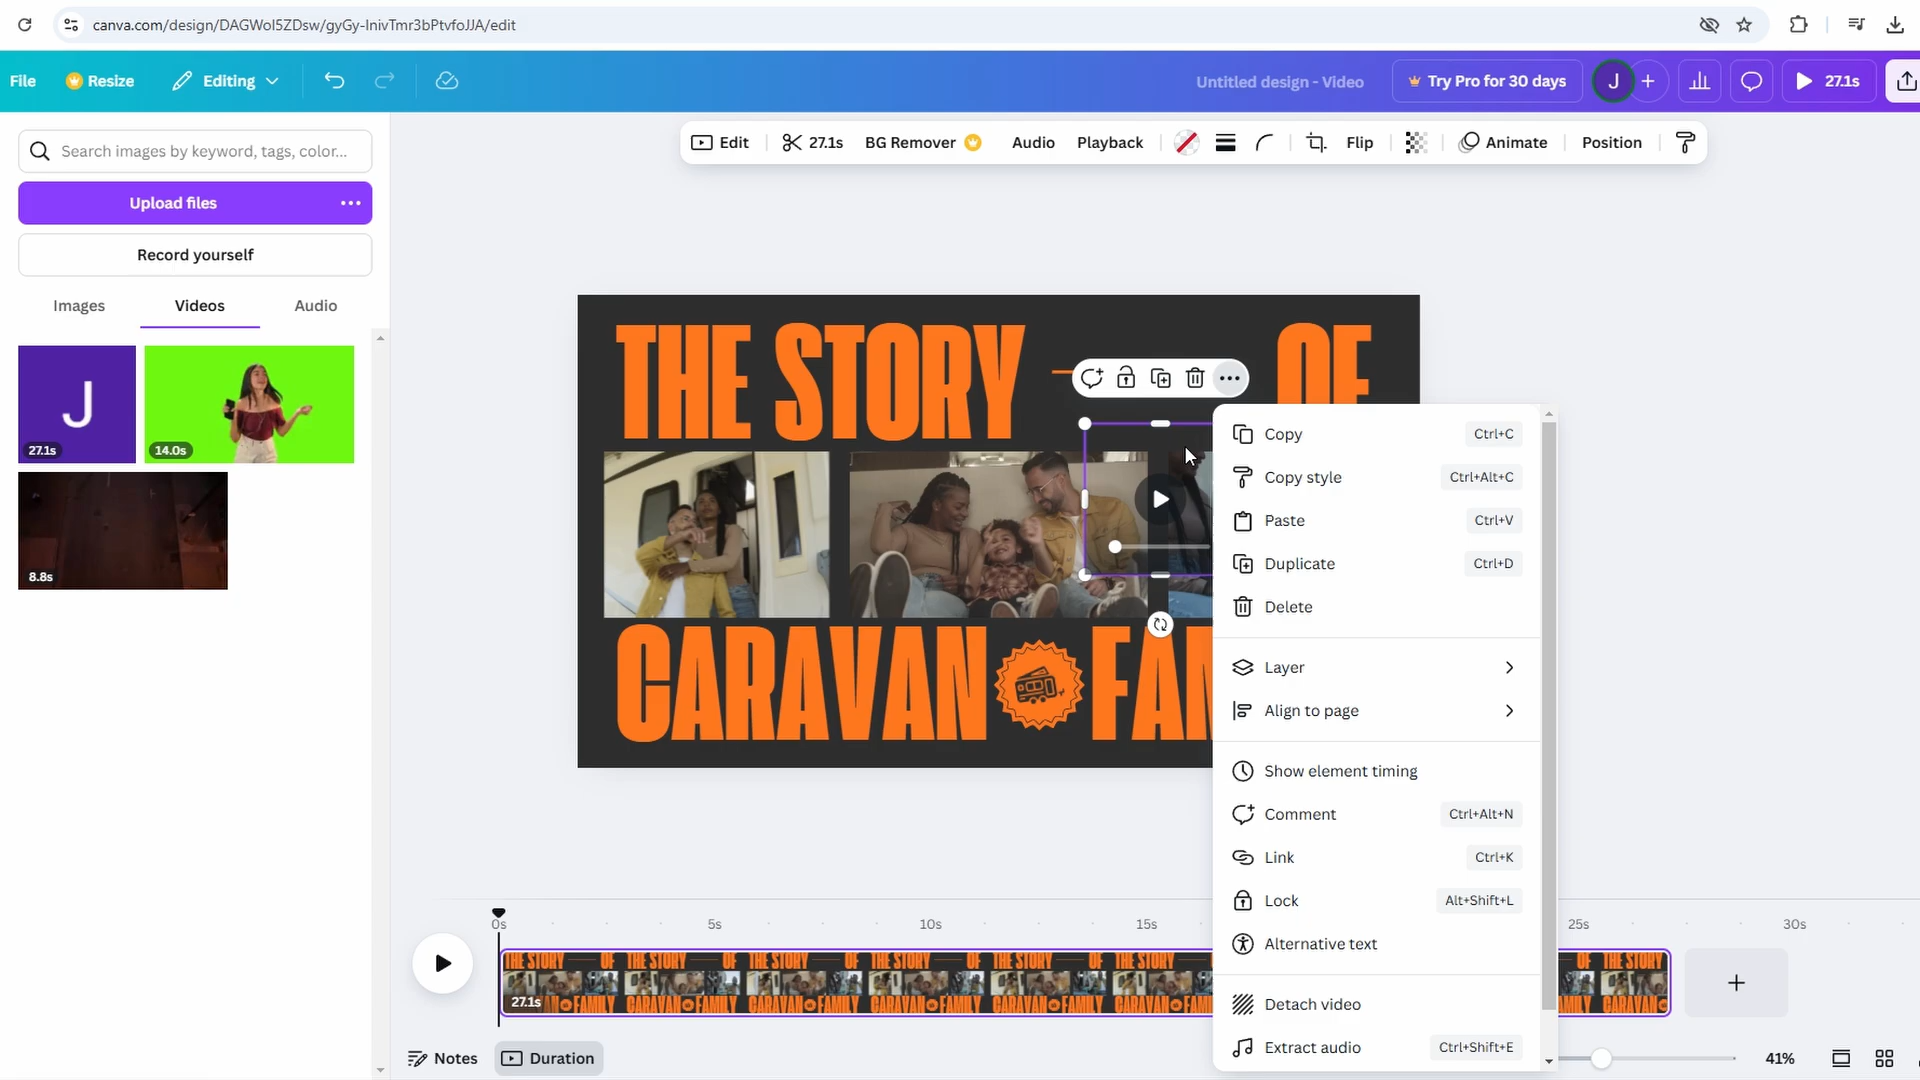 canva.com/design/DAGWoI5ZDsw/gyGy-InivTmr3bPtvfoJJA/edit
File
Resize
Editing
Untitled design - Video
Try Pro for 30 days
J
27.1s
Search images by keyword, tags, color...
Upload files
Record yourself
Images
Videos
Audio
J
27.1s
14.0s
8.8s
Edit
27.1s
BG Remover
Audio
Playback
Flip
Animate
Position
THE STORY OF
CARAVAN
Copy Ctrl+C
Copy style Ctrl+Alt+C
Paste Ctrl+V
Duplicate Ctrl+D
Delete
Layer
Align to page
Show element timing
Comment Ctrl+Alt+N
Link Ctrl+K
Lock Alt+Shift+L
Alternative text
Detach video
Extract audio Ctrl+Shift+E
0s 5s 10s 15s 25s 30s
27.1s
Notes
Duration
41%